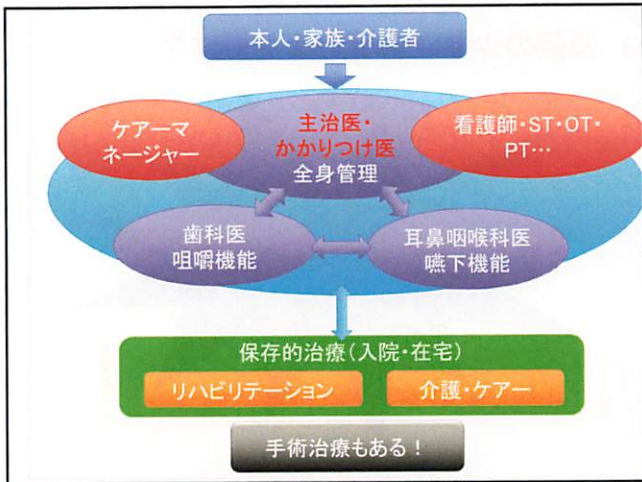 本人・家族・介護者
主治医・
かかりつけ医
全身管理
ケアーマ
ネージャー
看護師・ST・OT・
PT…
歯科医
咀嚼機能
耳鼻咽喉科医
嚥下機能
保存的治療(入院・在宅)
リハビリテーション
介護・ケアー
手術治療もある！